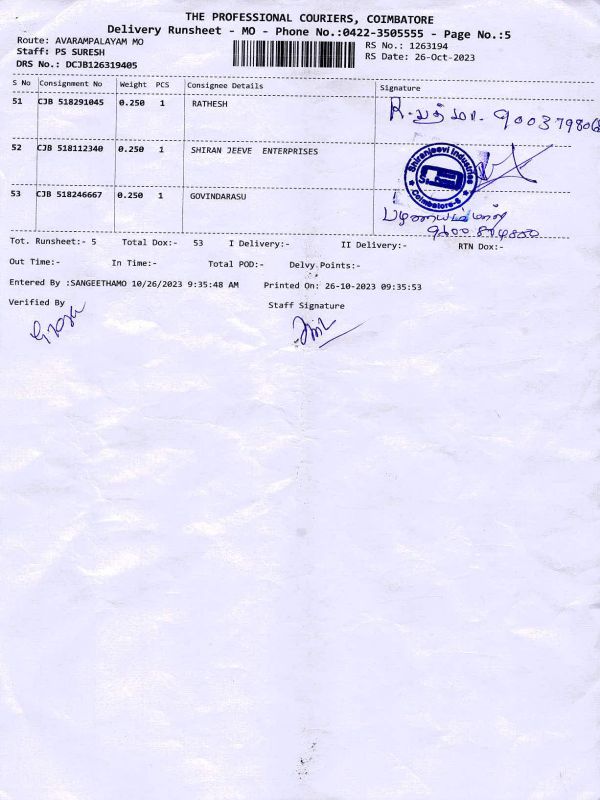 THE PROFESSIONAL COURIERS, COIMBATORE
Delivery Runsheet - MO - Phone No.:0422-3505555 - Page No.:5
Route: AVARAMPALAYAM MO
RS No.: 1263194
Staff: PS SURESH
RS Date: 26-Oct-2023
DRS No.: DCJB126319405
S No Consignment No Weight PCS Consignee Details Signature
51 CJB 518291045 0.250 1 RATHESH
R. பத்மா.
52 CJB 518112340 0.250 1 SHIRAN JEEVE ENTERPRISES
Shiranjeevi Industries
Coimbatore-6
53 CJB 518246667 0.250 1 GOVINDARASU
Tot. Runsheet:- 5 Total Dox:- 53 I Delivery:- II Delivery:- RTN Dox:-
Out Time:- In Time:- Total POD:- Delvy Points:-
Entered By :SANGEETHAMO 10/26/2023 9:35:48 AM Printed On: 26-10-2023 09:35:53
Verified By Staff Signature